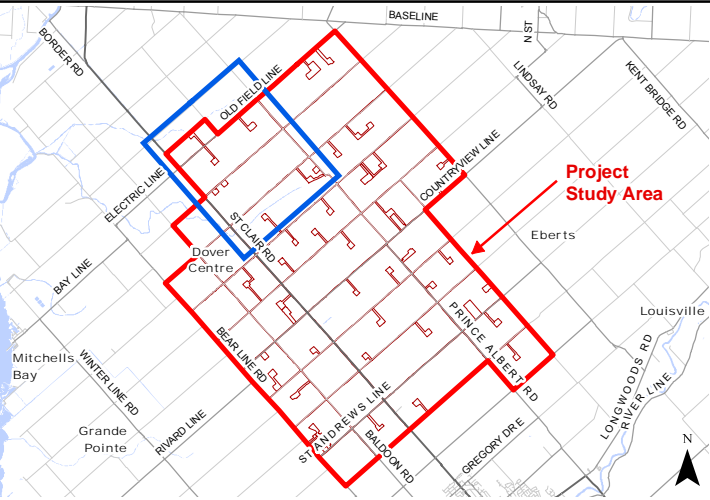 BASELINE
BORDER RD
N ST
LINDSAY RD
KENT BRIDGE RD
OLD FIELD LINE
COUNTRYVIEW LINE
Project
Study Area
ELECTRIC LINE
ST CLAIR RD
Eberts
Dover
Centre
BAY LINE
PRINCE ALBERT RD
Louisville
BEAR LINE RD
Mitchells
Bay
WINTER LINE RD
LONGWOODS RD
RIVER LINE
Grande
Pointe
RIVARD LINE
ST ANDREWS LINE
BALDOON RD
GREGORY DR E
N